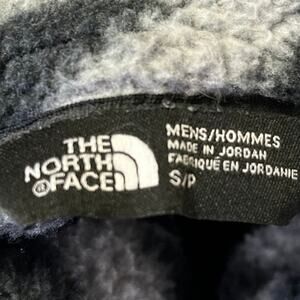 THE
NORTH
FACE
MENS/HOMMES
MADE IN JORDAN
FABRIQUÉ EN JORDANIE
S/P